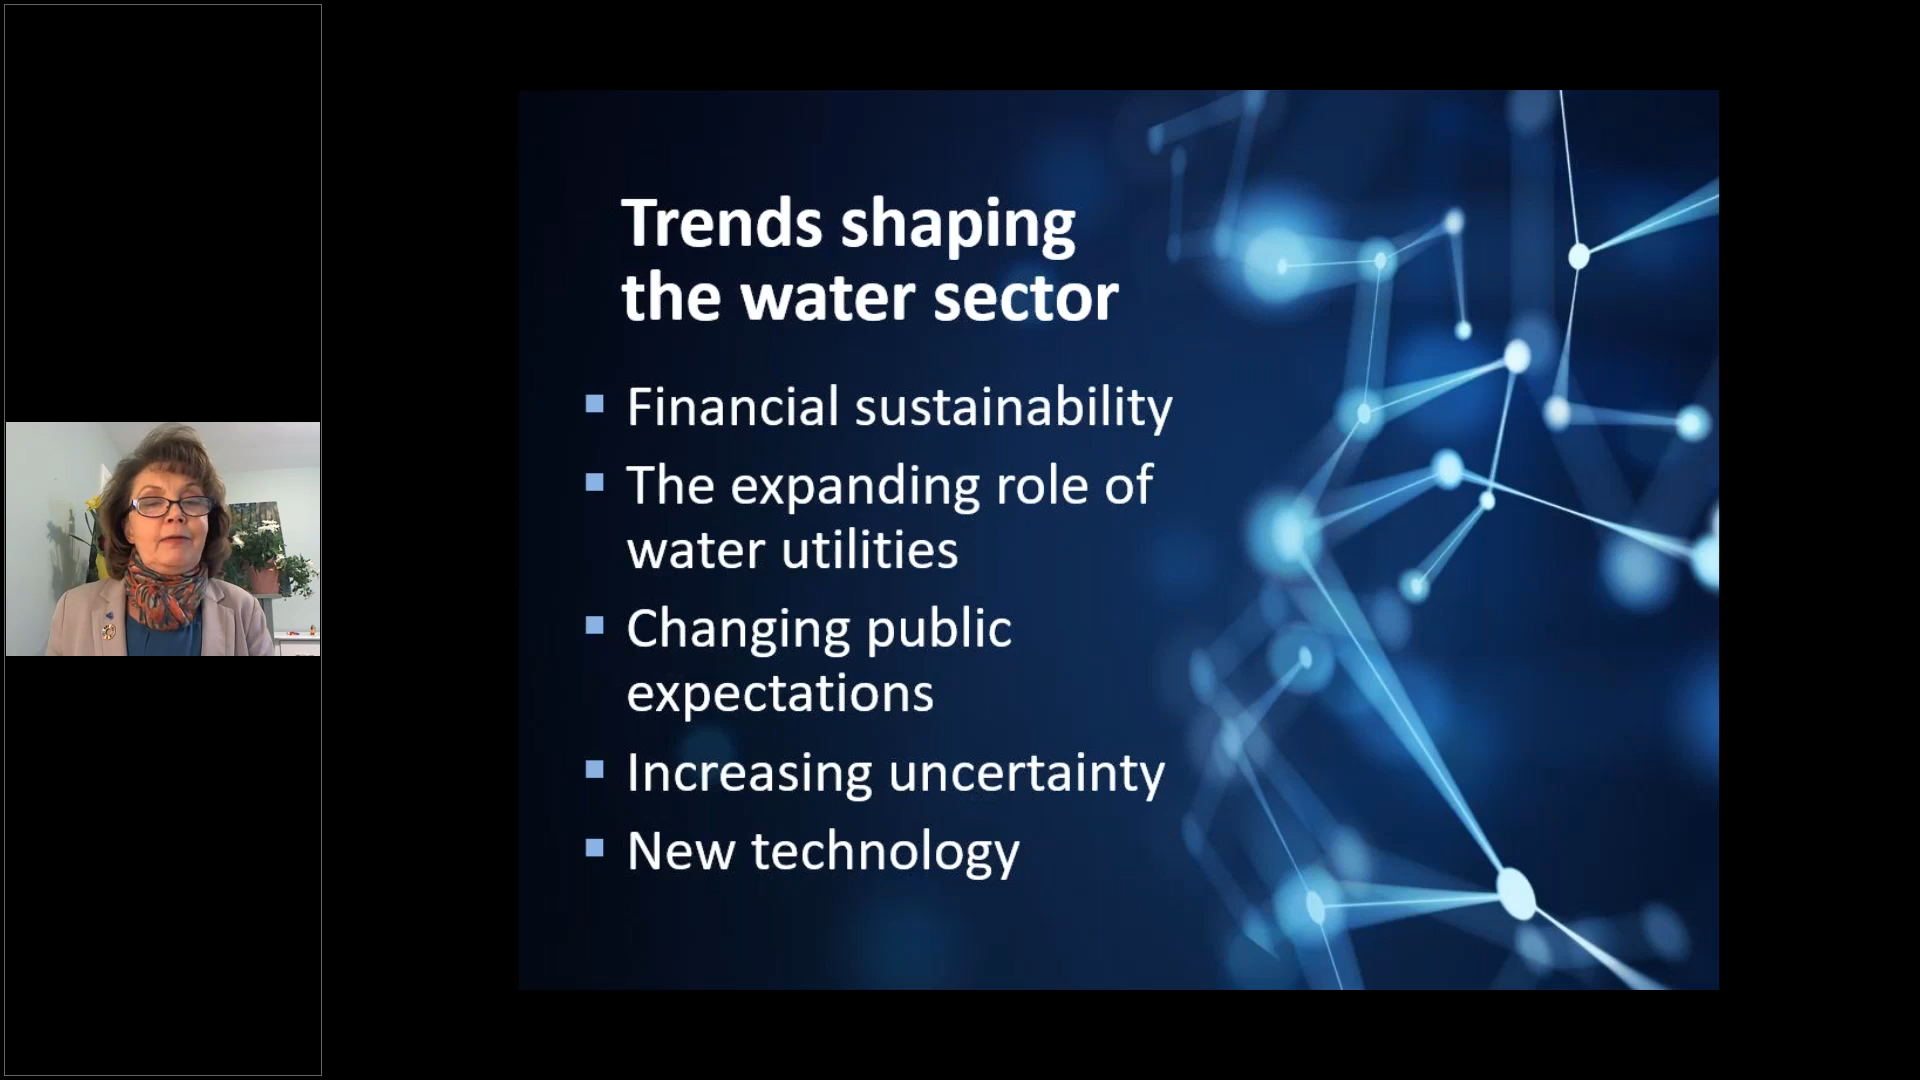 Trends shaping
the water sector
Financial sustainability
The expanding role of
water utilities
Changing public
expectations
Increasing uncertainty
New technology